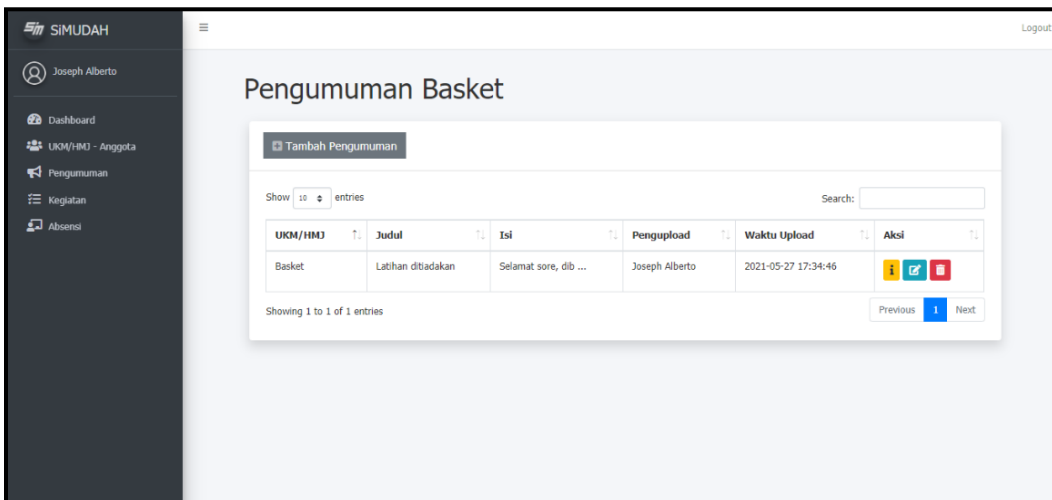 Sim SiMUDAH
Logout
Joseph Alberto
Dashboard
UKM/HMJ - Anggota
Pengumuman
Kegiatan
Absensi
Pengumuman Basket
Tambah Pengumuman
Show 10 entries
Search:
UKM/HMJ Judul Isi Pengupload Waktu Upload Aksi
Basket Latihan ditiadakan Selamat sore, dib ... Joseph Alberto 2021-05-27 17:34:46
Showing 1 to 1 of 1 entries
Previous 1 Next